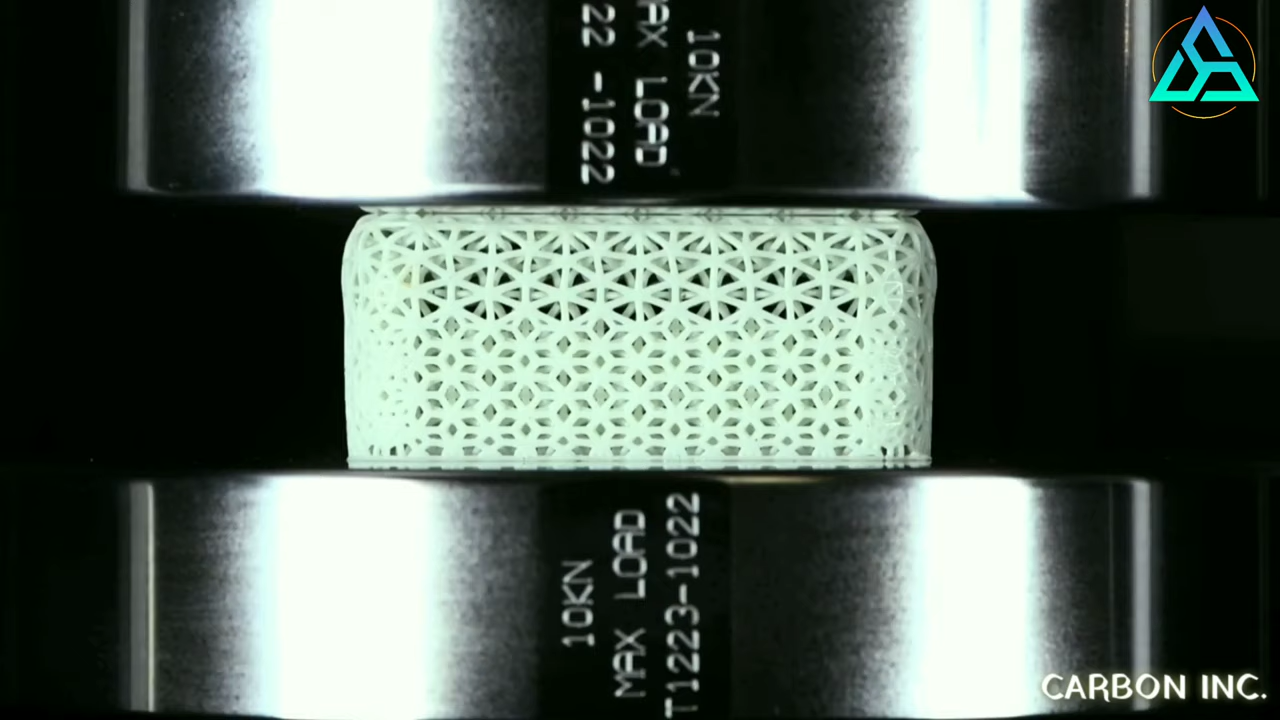 10KN
MAX LOAD
22-1022
10KN
MAX LOAD
T1223-1022
CARBON INC.